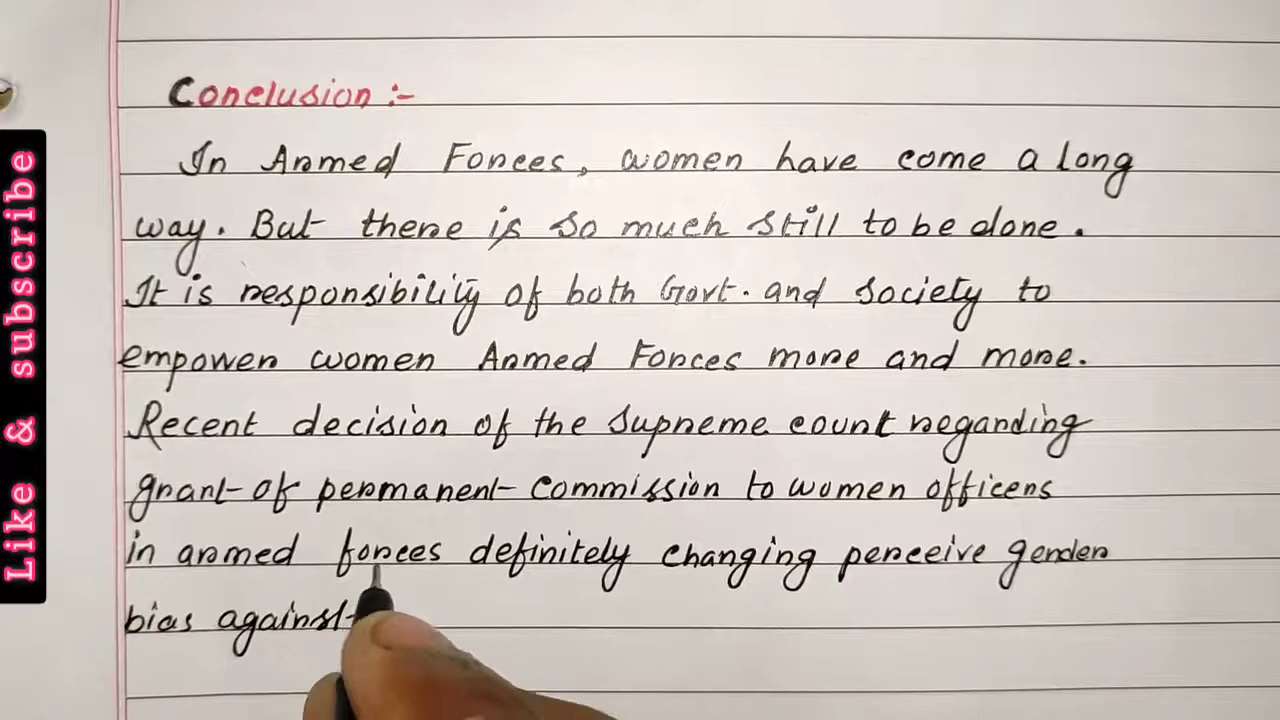 Conclusion :-
In Armed Forces, women have come a long
way. But there is so much still to be done.
It is responsibility of both Govt. and society to
empower women Armed Forces more and more.
Recent decision of the Supreme court regarding
grant of permanent commission to women officers
in armed forces definitely changing perceive gender
bias against
Like & subscribe